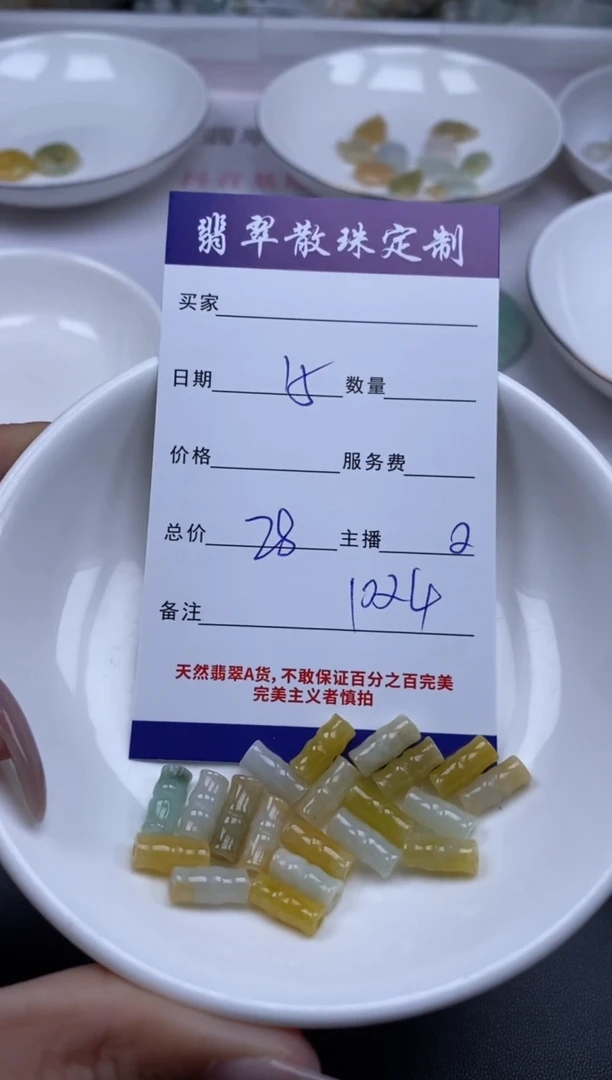 翡翠散珠定制
买家
日期 15 数量
价格 服务费
总价 28 主播 2
备注 1024
天然翡翠A货,不敢保证百分之百完美
完美主义者慎拍